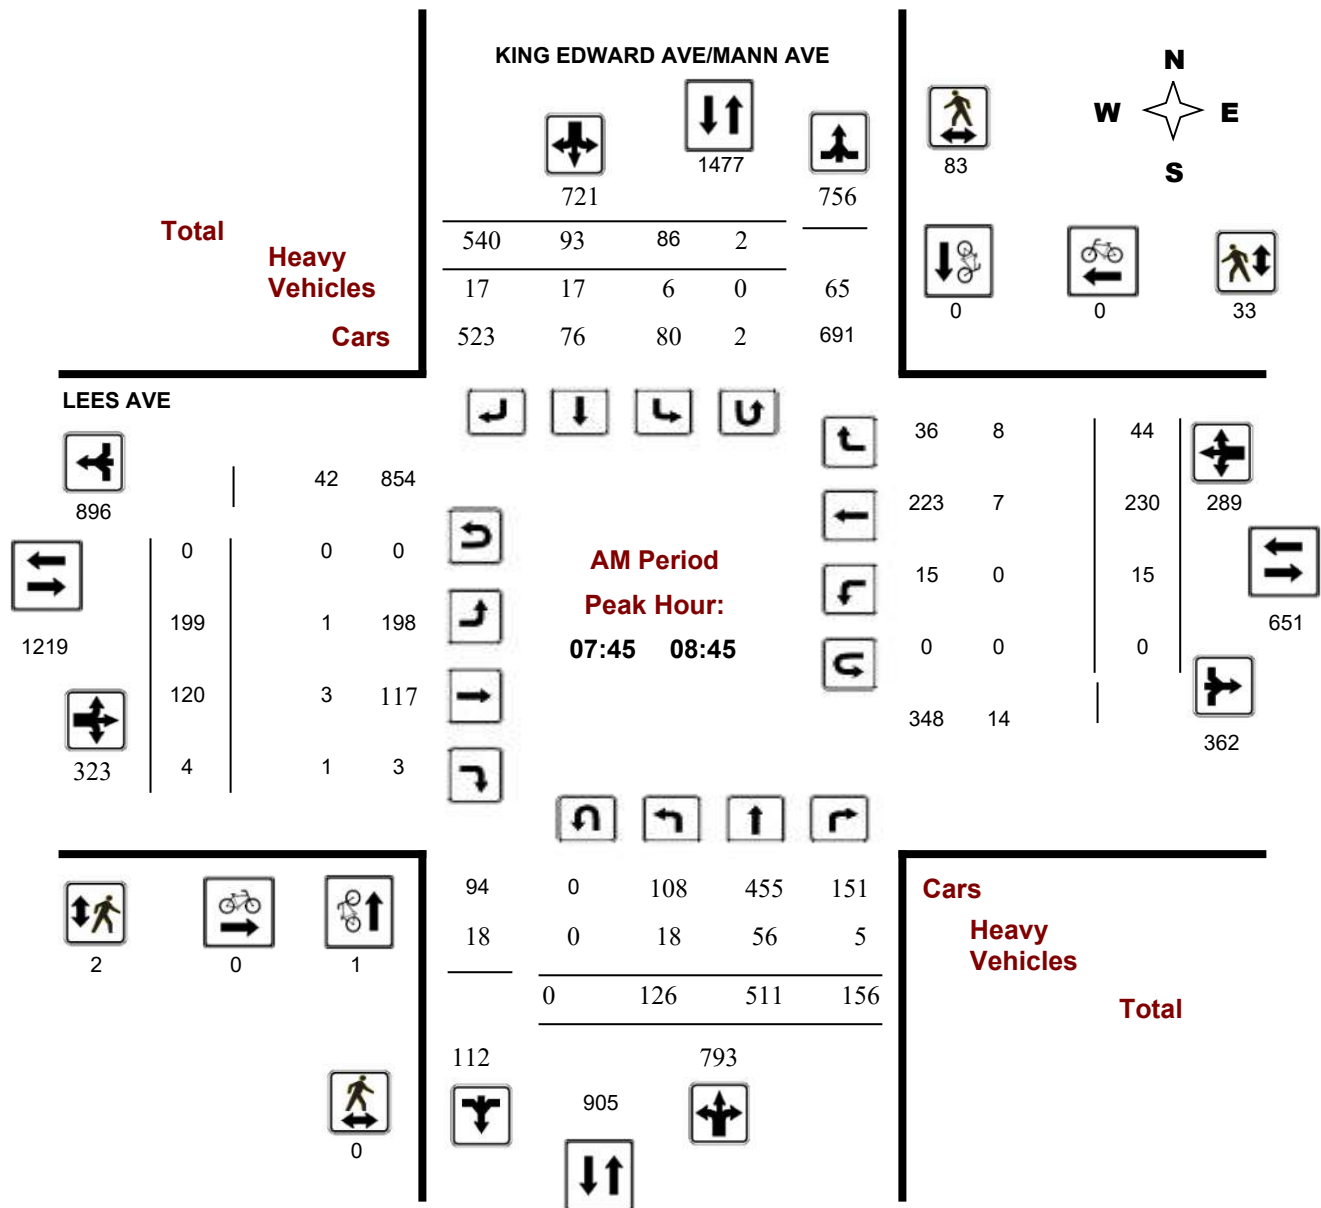 KING EDWARD AVE/MANN AVE
N
W E
S
1477
83
721 756
Total
540 93 86 2
Heavy
Vehicles
17 17 6 0 65
0 0 33
Cars
523 76 80 2 691
LEES AVE
36 8 44
42 854
896
223 7 230 289
0 0 0
AM Period
15 0 15
Peak Hour:
199 1 198
651
1219
07:45 08:45
0 0 0
120 3 117
348 14
362
323 4 1 3
94 0 108 455 151
Cars
18 0 18 56 5
Heavy
Vehicles
2 0 1
0 126 511 156
Total
112 793
905
0